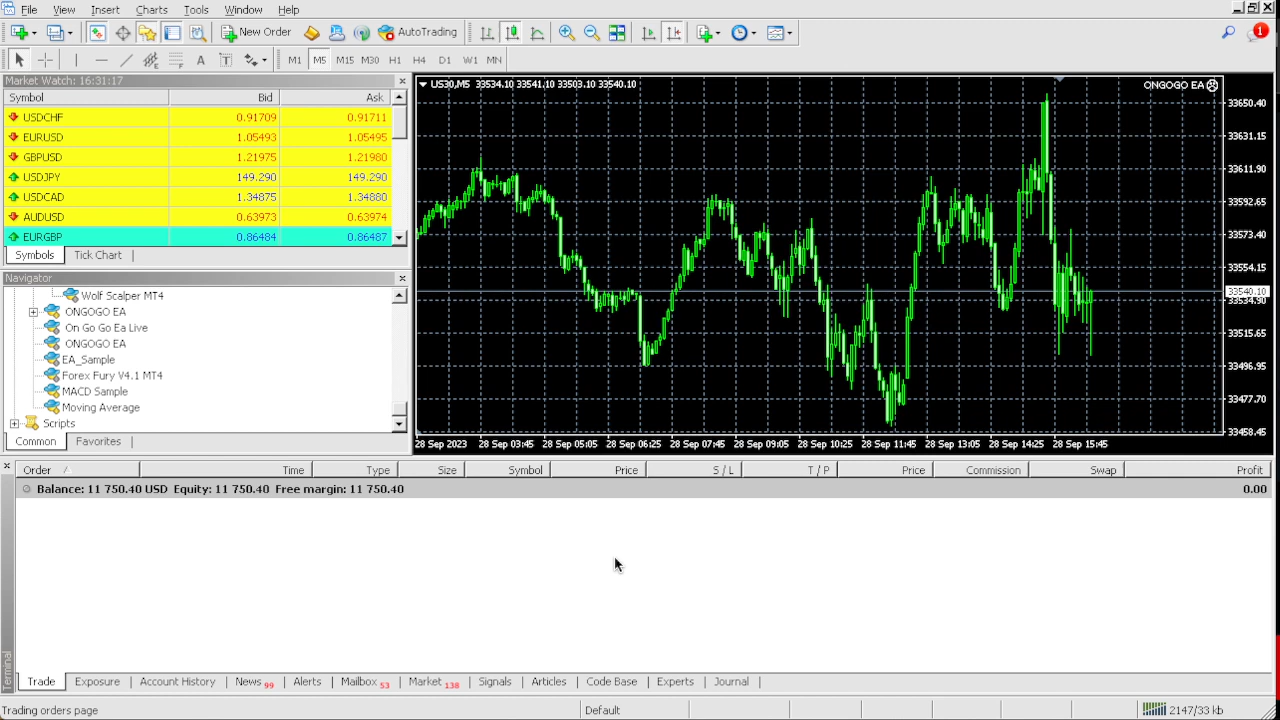 File View Insert Charts Tools Window Help
New Order AutoTrading 1
M1 M5 M15 M30 H1 H4 D1 W1 MN
Market Watch: 16:31:17
Symbol Bid Ask
USDCHF 0.91709 0.91711
EURUSD 1.05493 1.05495
GBPUSD 1.21975 1.21980
USDJPY 149.290 149.290
USDCAD 1.34875 1.34880
AUDUSD 0.63973 0.63974
EURGBP 0.86484 0.86487
Symbols Tick Chart
Navigator
Wolf Scalper MT4
ONGOGO EA
On Go Go Ea Live
ONGOGO EA
EA_Sample
Forex Fury V4.1 MT4
MACD Sample
Moving Average
Scripts
Common Favorites
US30,M5 33534.10 33541.10 33503.10 33540.10
ONGOGO EA
33650.40
33631.15
33611.90
33592.65
33573.40
33554.15
33540.10
33534.90
33515.65
33496.95
33477.70
33458.45
28 Sep 2023 28 Sep 03:45 28 Sep 05:05 28 Sep 06:25 28 Sep 07:45 28 Sep 09:05 28 Sep 10:25 28 Sep 11:45 28 Sep 13:05 28 Sep 14:25 28 Sep 15:45
Order Time Type Size Symbol Price S / L T / P Price Commission Swap Profit
Balance: 11 750.40 USD Equity: 11 750.40 Free margin: 11 750.40 0.00
Terminal
Trade Exposure Account History News 99 Alerts Mailbox 53 Market 138 Signals Articles Code Base Experts Journal
Trading orders page Default 2147/33 kb